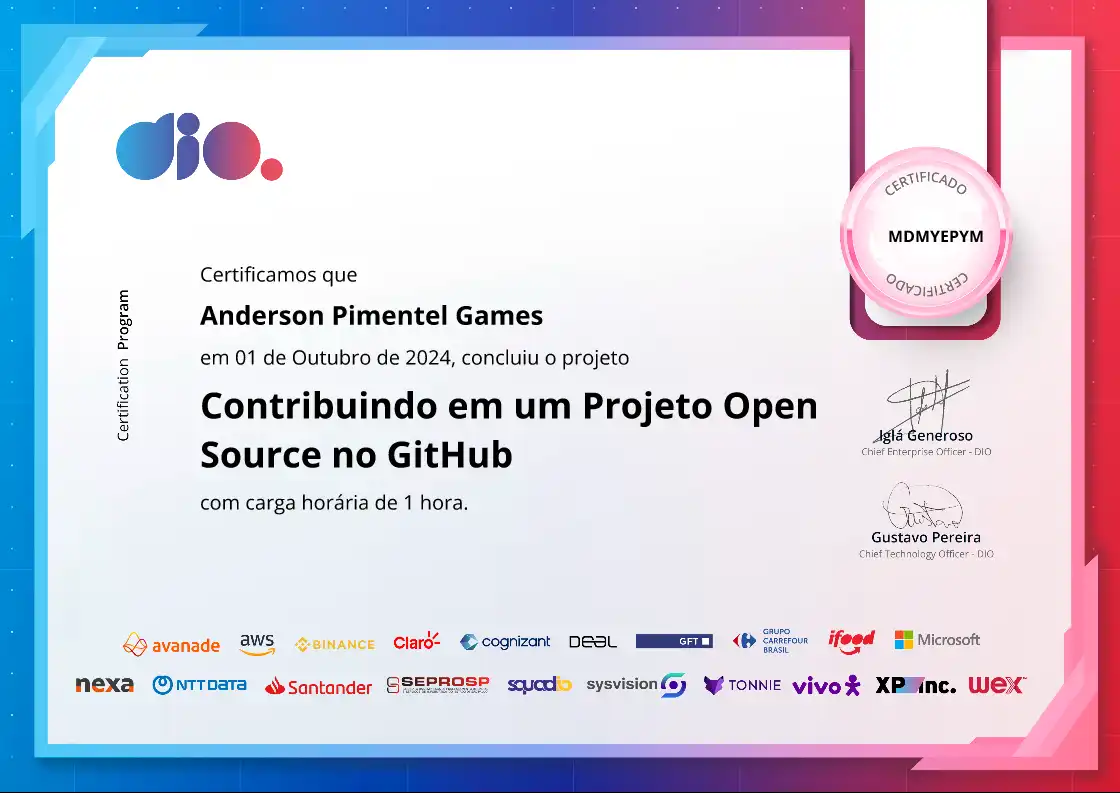 dio.
CERTIFICADO
MDMYEPYM
CERTIFICADO
Certification Program
Certificamos que
Anderson Pimentel Games
em 01 de Outubro de 2024, concluiu o projeto
Contribuindo em um Projeto Open
Source no GitHub
com carga horária de 1 hora.
Iglá Generoso
Chief Enterprise Officer - DIO
Gustavo Pereira
Chief Technology Officer - DIO
avanade aws BINANCE Claro cognizant DEAL GFT GRUPO CARREFOUR BRASIL ifood Microsoft
nexa NTT DATA Santander SEPROSP squadio sysvision TONNIE vivo XP inc. wex